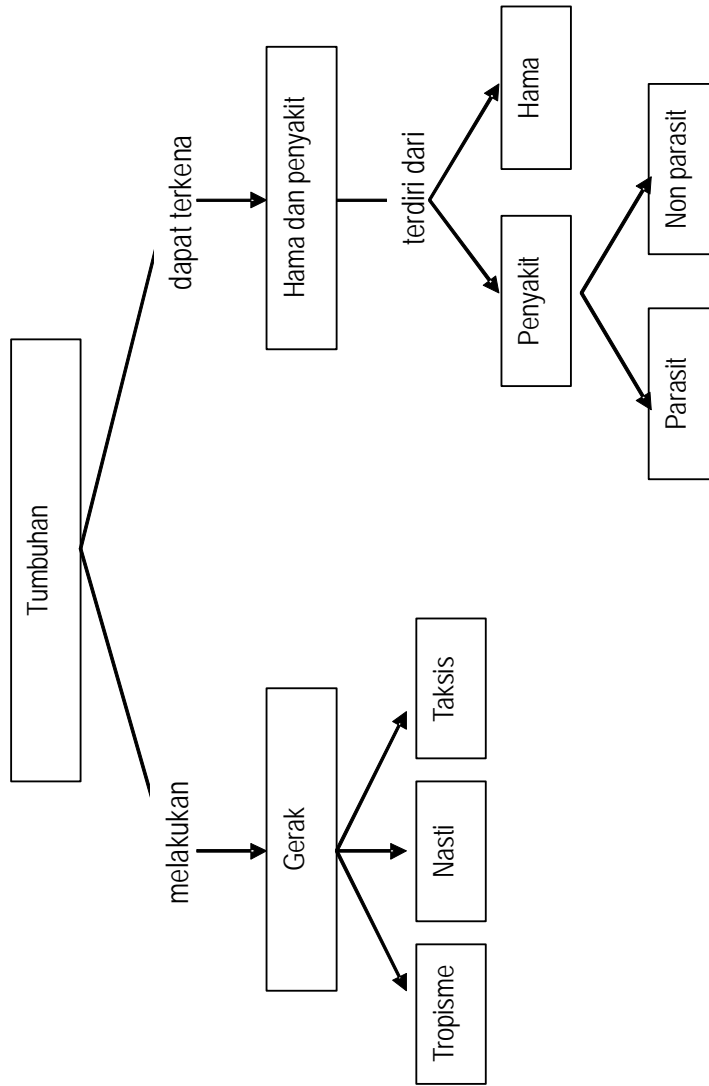 Tumbuhan
melakukan
dapat terkena
Gerak
Hama dan penyakit
Tropisme
Nasti
Taksis
terdiri dari
Penyakit
Hama
Parasit
Non parasit